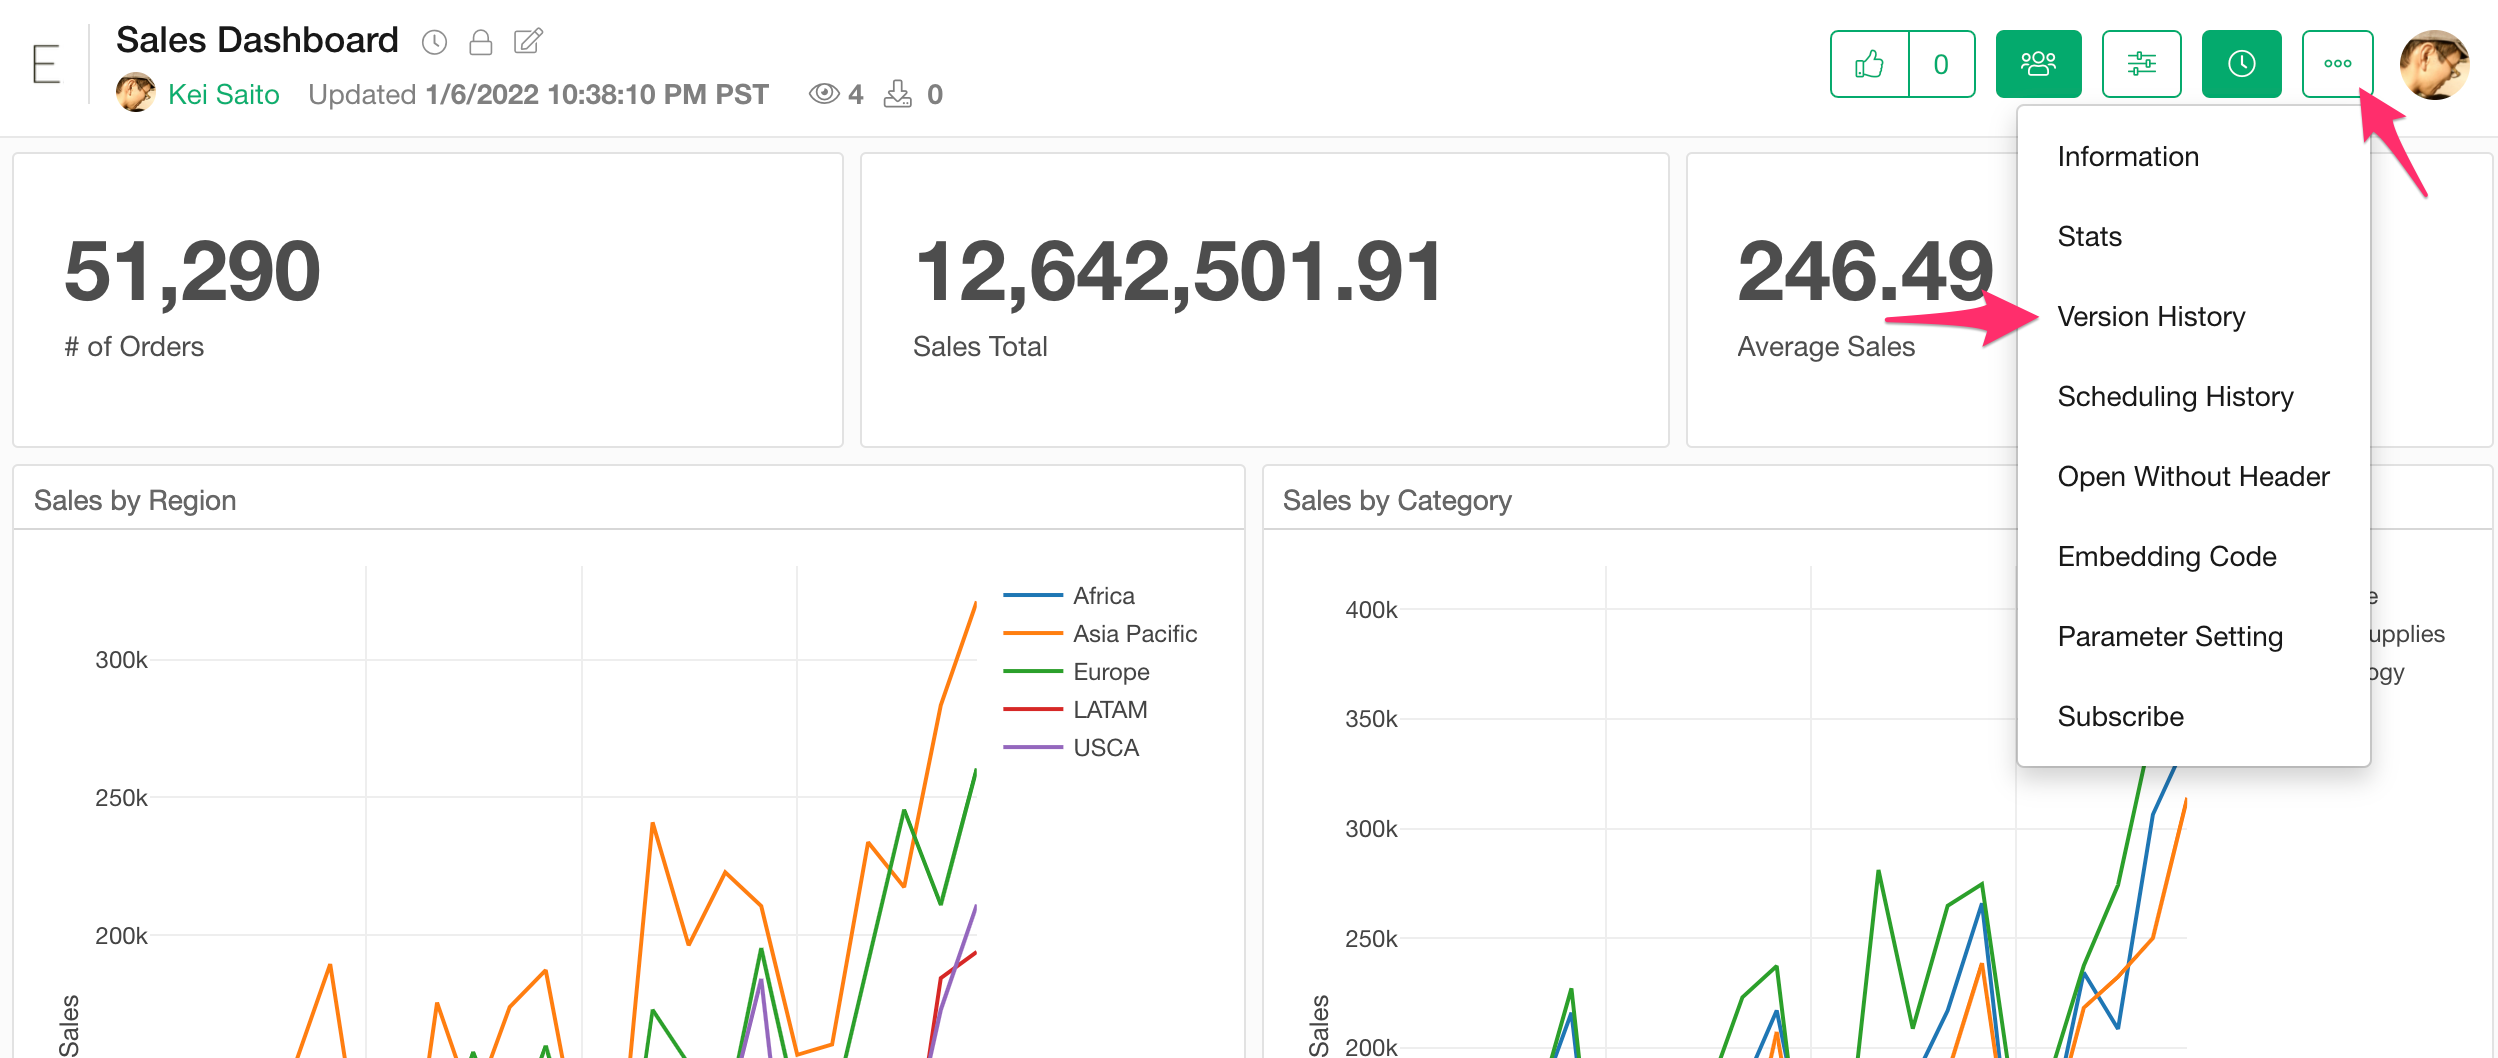 E
Sales Dashboard
Kei Saito Updated 1/6/2022 10:38:10 PM PST 4 0
0
Information
Stats
Version History
Scheduling History
Open Without Header
Embedding Code
Parameter Setting
Subscribe
51,290
# of Orders
12,642,501.91
Sales Total
246.49
Average Sales
Sales by Region
300k
250k
200k
Sales
Africa
Asia Pacific
Europe
LATAM
USCA
Sales by Category
400k
350k
300k
250k
200k
Sales
e
upplies
ogy